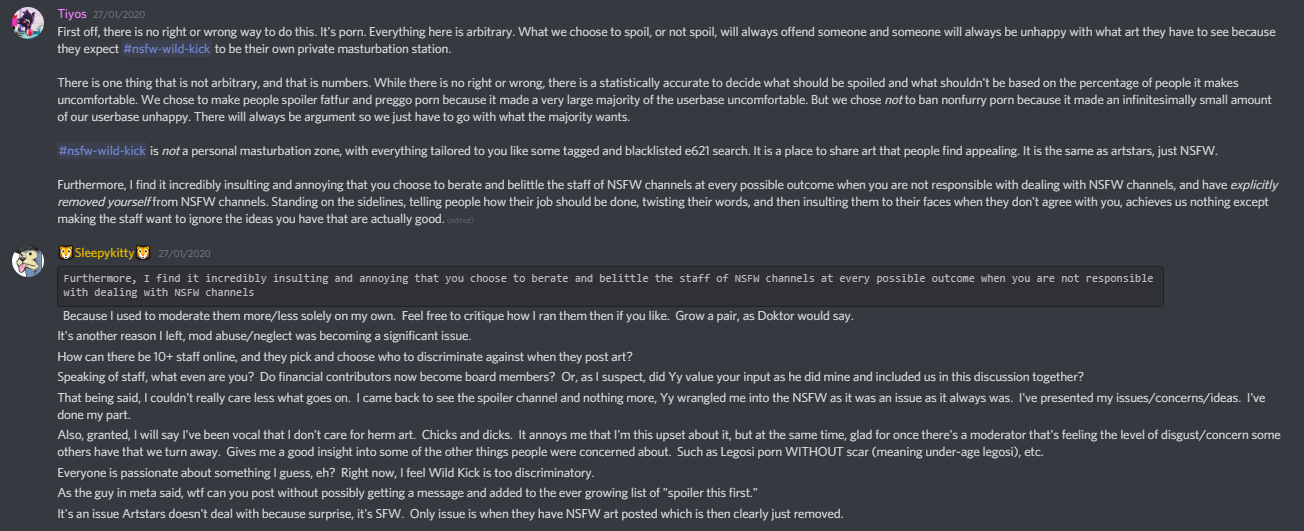 Tiyos 27/01/2020
First off, there is no right or wrong way to do this. It's porn. Everything here is arbitrary. What we choose to spoil, or not spoil, will always offend someone and someone will always be unhappy with what art they have to see because
they expect #nsfw-wild-kick to be their own private masturbation station.
There is one thing that is not arbitrary, and that is numbers. While there is no right or wrong, there is a statistically accurate to decide what should be spoiled and what shouldn't be based on the percentage of people it makes
uncomfortable. We chose to make people spoiler fatfur and preggo porn because it made a very large majority of the userbase uncomfortable. But we chose not to ban nonfurry porn because it made an infinitesimally small amount
of our userbase unhappy. There will always be argument so we just have to go with what the majority wants.
#nsfw-wild-kick is not a personal masturbation zone, with everything tailored to you like some tagged and blacklisted e621 search. It is a place to share art that people find appealing. It is the same as artstars, just NSFW.
Furthermore, I find it incredibly insulting and annoying that you choose to berate and belittle the staff of NSFW channels at every possible outcome when you are not responsible with dealing with NSFW channels, and have explicitly
removed yourself from NSFW channels. Standing on the sidelines, telling people how their job should be done, twisting their words, and then insulting them to their faces when they don't agree with you, achieves us nothing except
making the staff want to ignore the ideas you have that are actually good. (edited)
🐯Sleepykitty🐯 27/01/2020
Furthermore, I find it incredibly insulting and annoying that you choose to berate and belittle the staff of NSFW channels at every possible outcome when you are not responsible
with dealing with NSFW channels
Because I used to moderate them more/less solely on my own. Feel free to critique how I ran them then if you like. Grow a pair, as Doktor would say.
It's another reason I left, mod abuse/neglect was becoming a significant issue.
How can there be 10+ staff online, and they pick and choose who to discriminate against when they post art?
Speaking of staff, what even are you? Do financial contributors now become board members? Or, as I suspect, did Yy value your input as he did mine and included us in this discussion together?
That being said, I couldn't really care less what goes on. I came back to see the spoiler channel and nothing more, Yy wrangled me into the NSFW as it was an issue as it always was. I've presented my issues/concerns/ideas. I've
done my part.
Also, granted, I will say I've been vocal that I don't care for herm art. Chicks and dicks. It annoys me that I'm this upset about it, but at the same time, glad for once there's a moderator that's feeling the level of disgust/concern some
others have that we turn away. Gives me a good insight into some of the other things people were concerned about. Such as Legosi porn WITHOUT scar (meaning under-age legosi), etc.
Everyone is passionate about something I guess, eh? Right now, I feel Wild Kick is too discriminatory.
As the guy in meta said, wtf can you post without possibly getting a message and added to the ever growing list of "spoiler this first."
It's an issue Artstars doesn't deal with because surprise, it's SFW. Only issue is when they have NSFW art posted which is then clearly just removed.